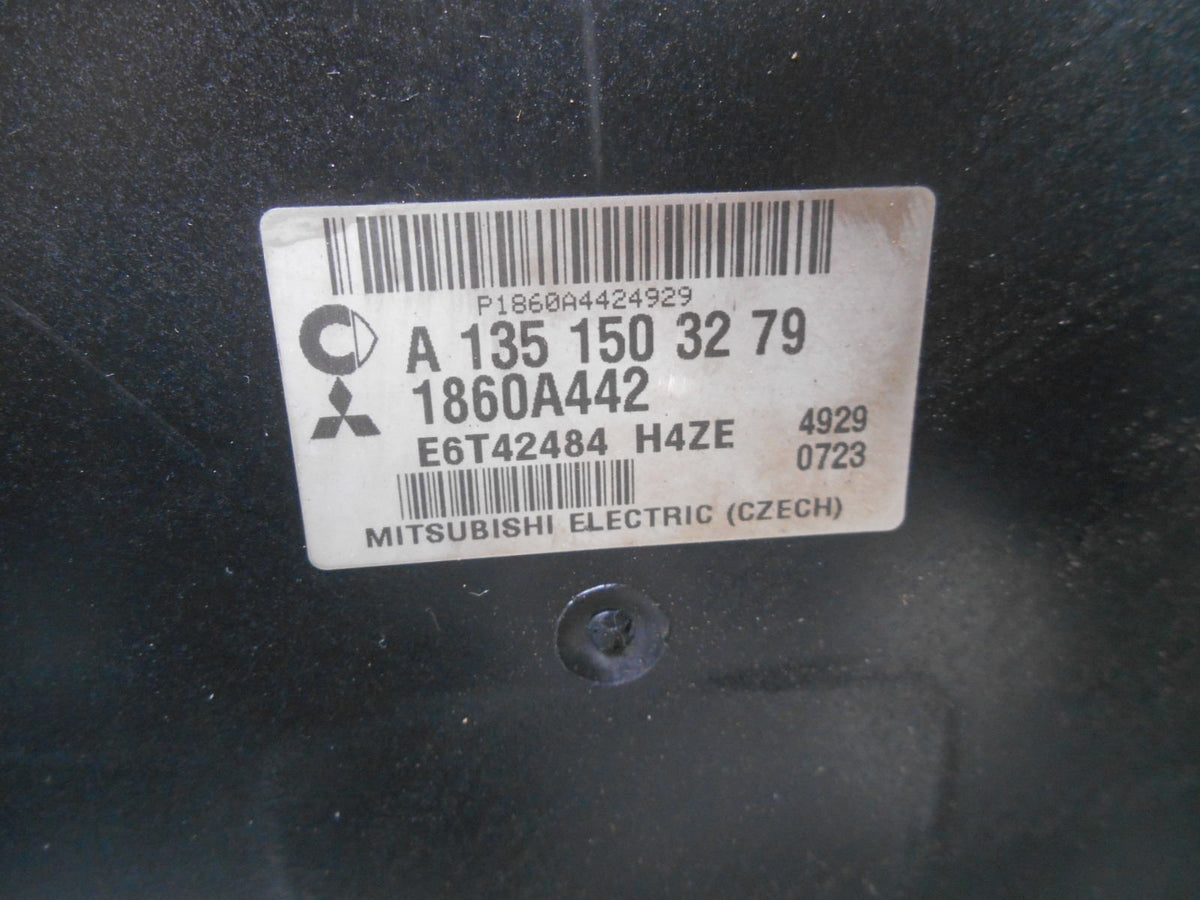 P1860A4424929
A 135 150 32 79
1860A442
E6T42484 H4ZE 4929
0723
MITSUBISHI ELECTRIC (CZECH)